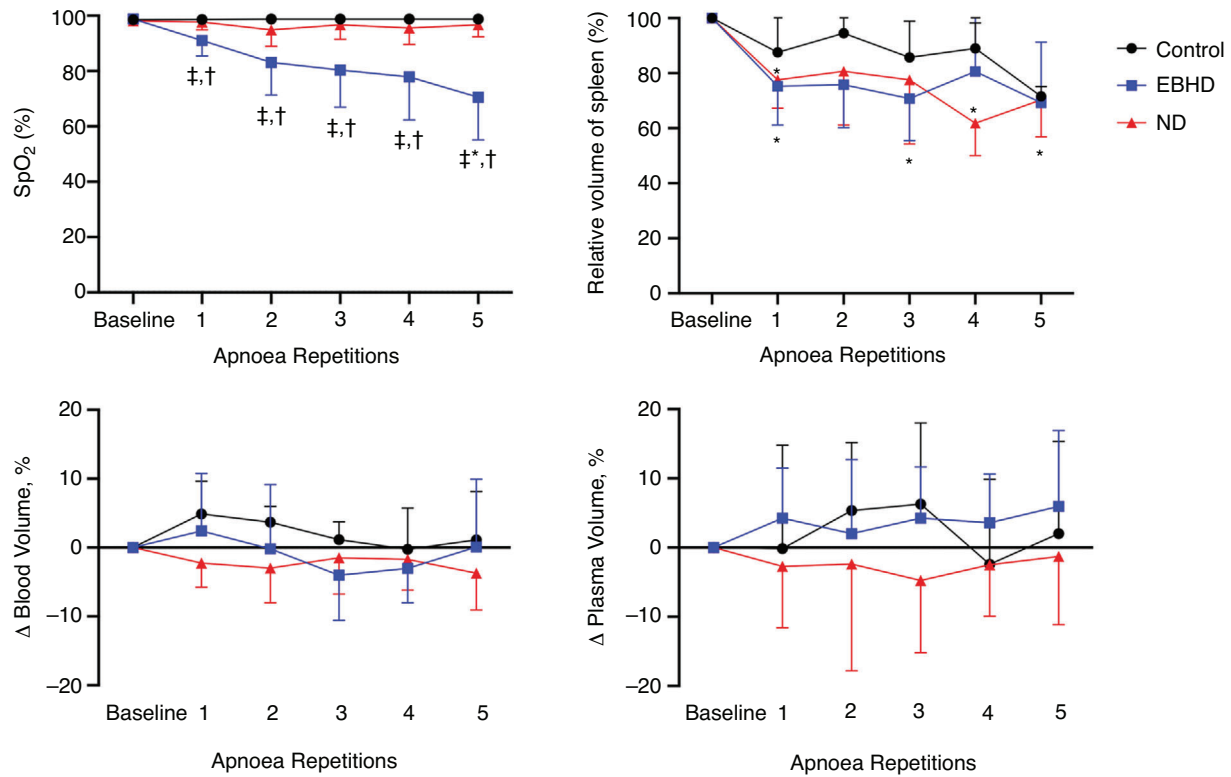 SpO2 (%)
100
80
60
40
20
0
‡,†
‡,†
‡,†
‡,†
‡*,†
Baseline 1 2 3 4 5
Apnoea Repetitions
Relative volume of spleen (%)
100
80
60
40
20
0
*
*
*
*
*
Baseline 1 2 3 4 5
Apnoea Repetitions
Control
EBHD
ND
Δ Blood Volume, %
20
10
0
–10
–20
Baseline 1 2 3 4 5
Apnoea Repetitions
Δ Plasma Volume, %
20
10
0
–10
–20
Baseline 1 2 3 4 5
Apnoea Repetitions